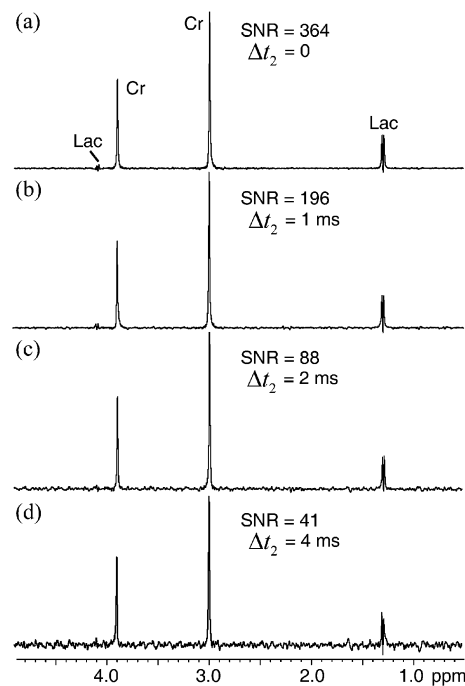 (a)
Cr
SNR = 364
Δt₂ = 0
Cr
Lac
Lac
(b)
SNR = 196
Δt₂ = 1 ms
(c)
SNR = 88
Δt₂ = 2 ms
(d)
SNR = 41
Δt₂ = 4 ms
4.0 3.0 2.0 1.0 ppm